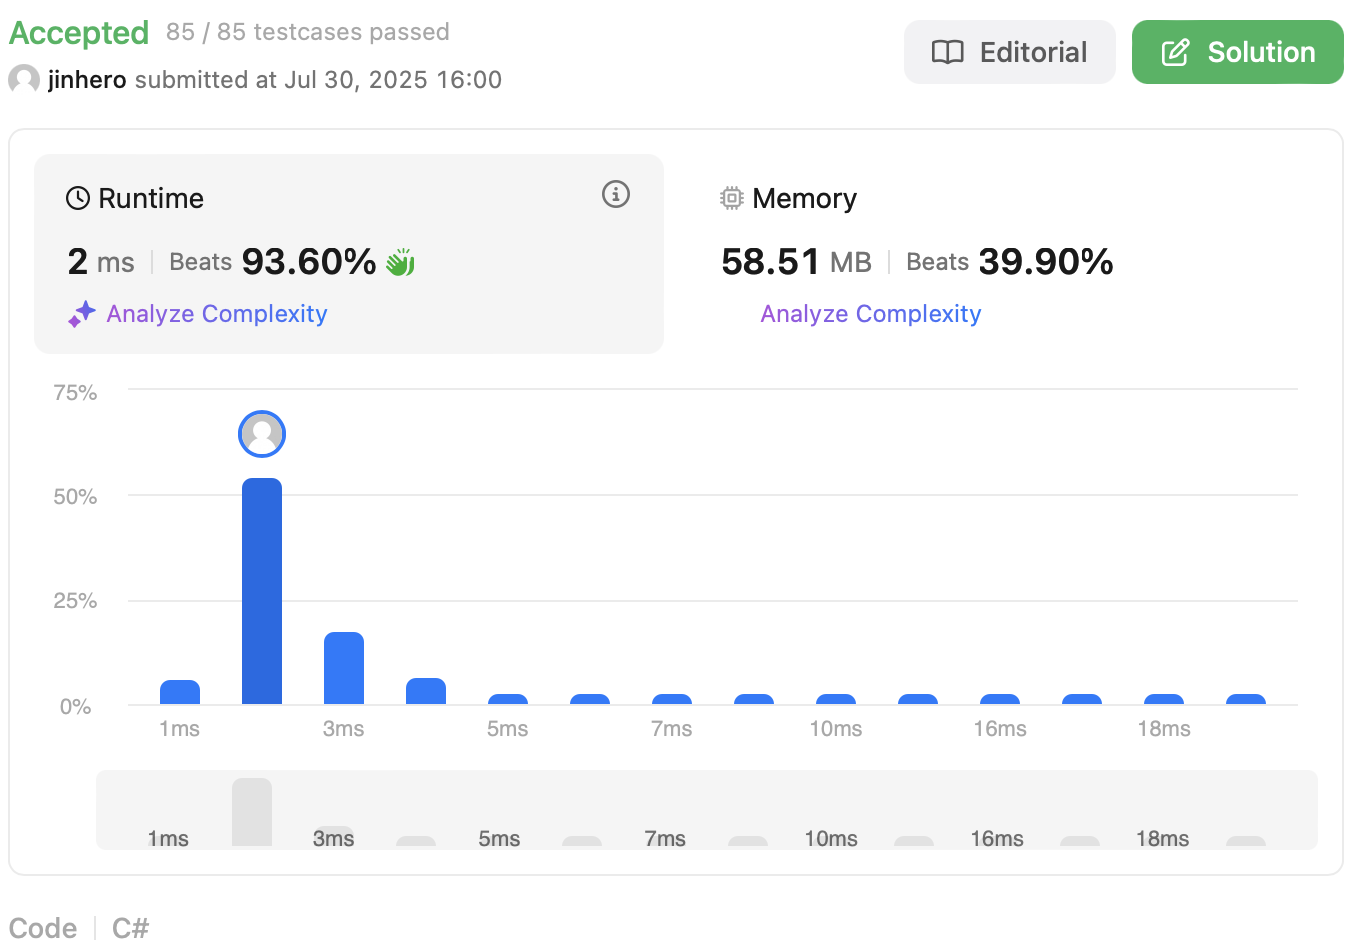 Accepted 85 / 85 testcases passed
jinhero submitted at Jul 30, 2025 16:00
Editorial
Solution
Runtime
2 ms Beats 93.60%
Analyze Complexity
Memory
58.51 MB Beats 39.90%
Analyze Complexity
75%
50%
25%
0%
1ms 3ms 5ms 7ms 10ms 16ms 18ms
1ms 3ms 5ms 7ms 10ms 16ms 18ms
Code C#